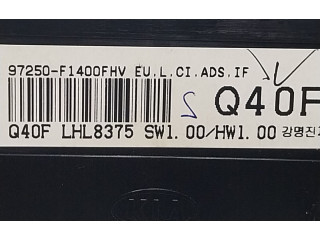 97250-F1400FHV EU.L.CI.ADS.IF
Q40F
Q40F LHL8375 SW1.00/HW1.00 강명진